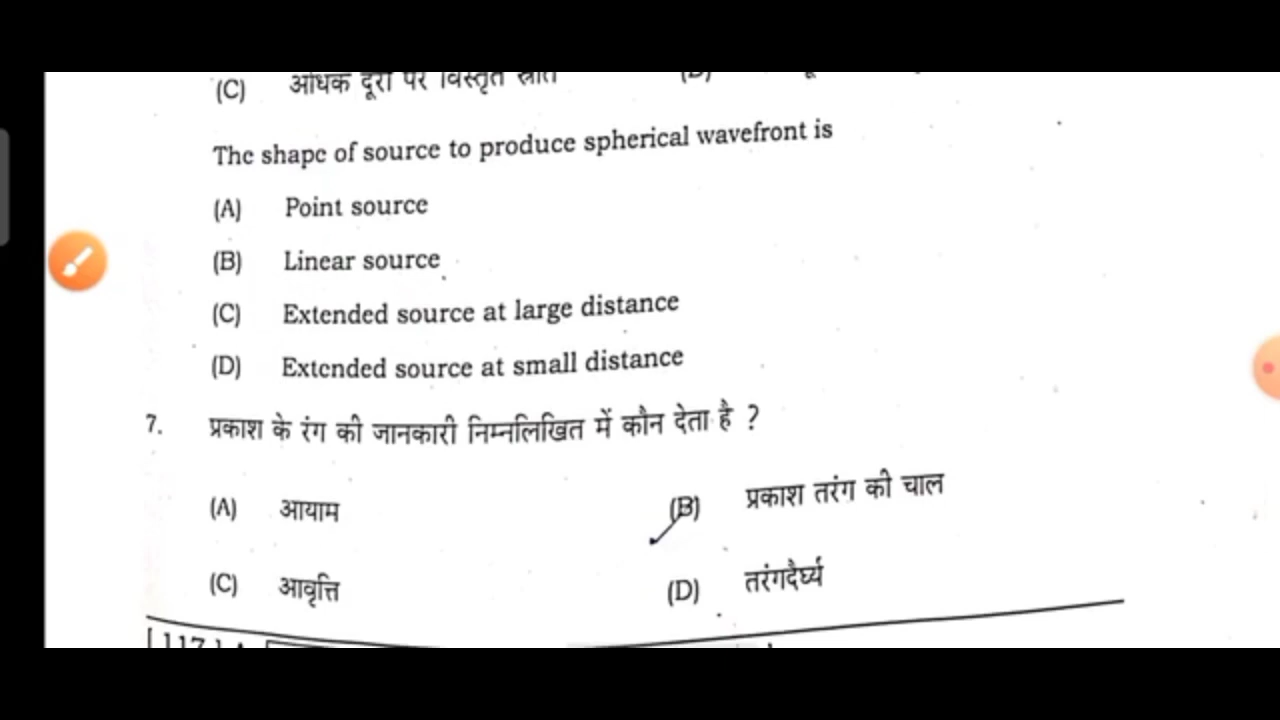 (C) अधिक दूरी पर विस्तृत स्रोत (D)
The shape of source to produce spherical wavefront is
(A) Point source
(B) Linear source
(C) Extended source at large distance
(D) Extended source at small distance
7. प्रकाश के रंग की जानकारी निम्नलिखित में कौन देता है ?
(A) आयाम (B) प्रकाश तरंग की चाल
(C) आवृत्ति (D) तरंगदैर्घ्य